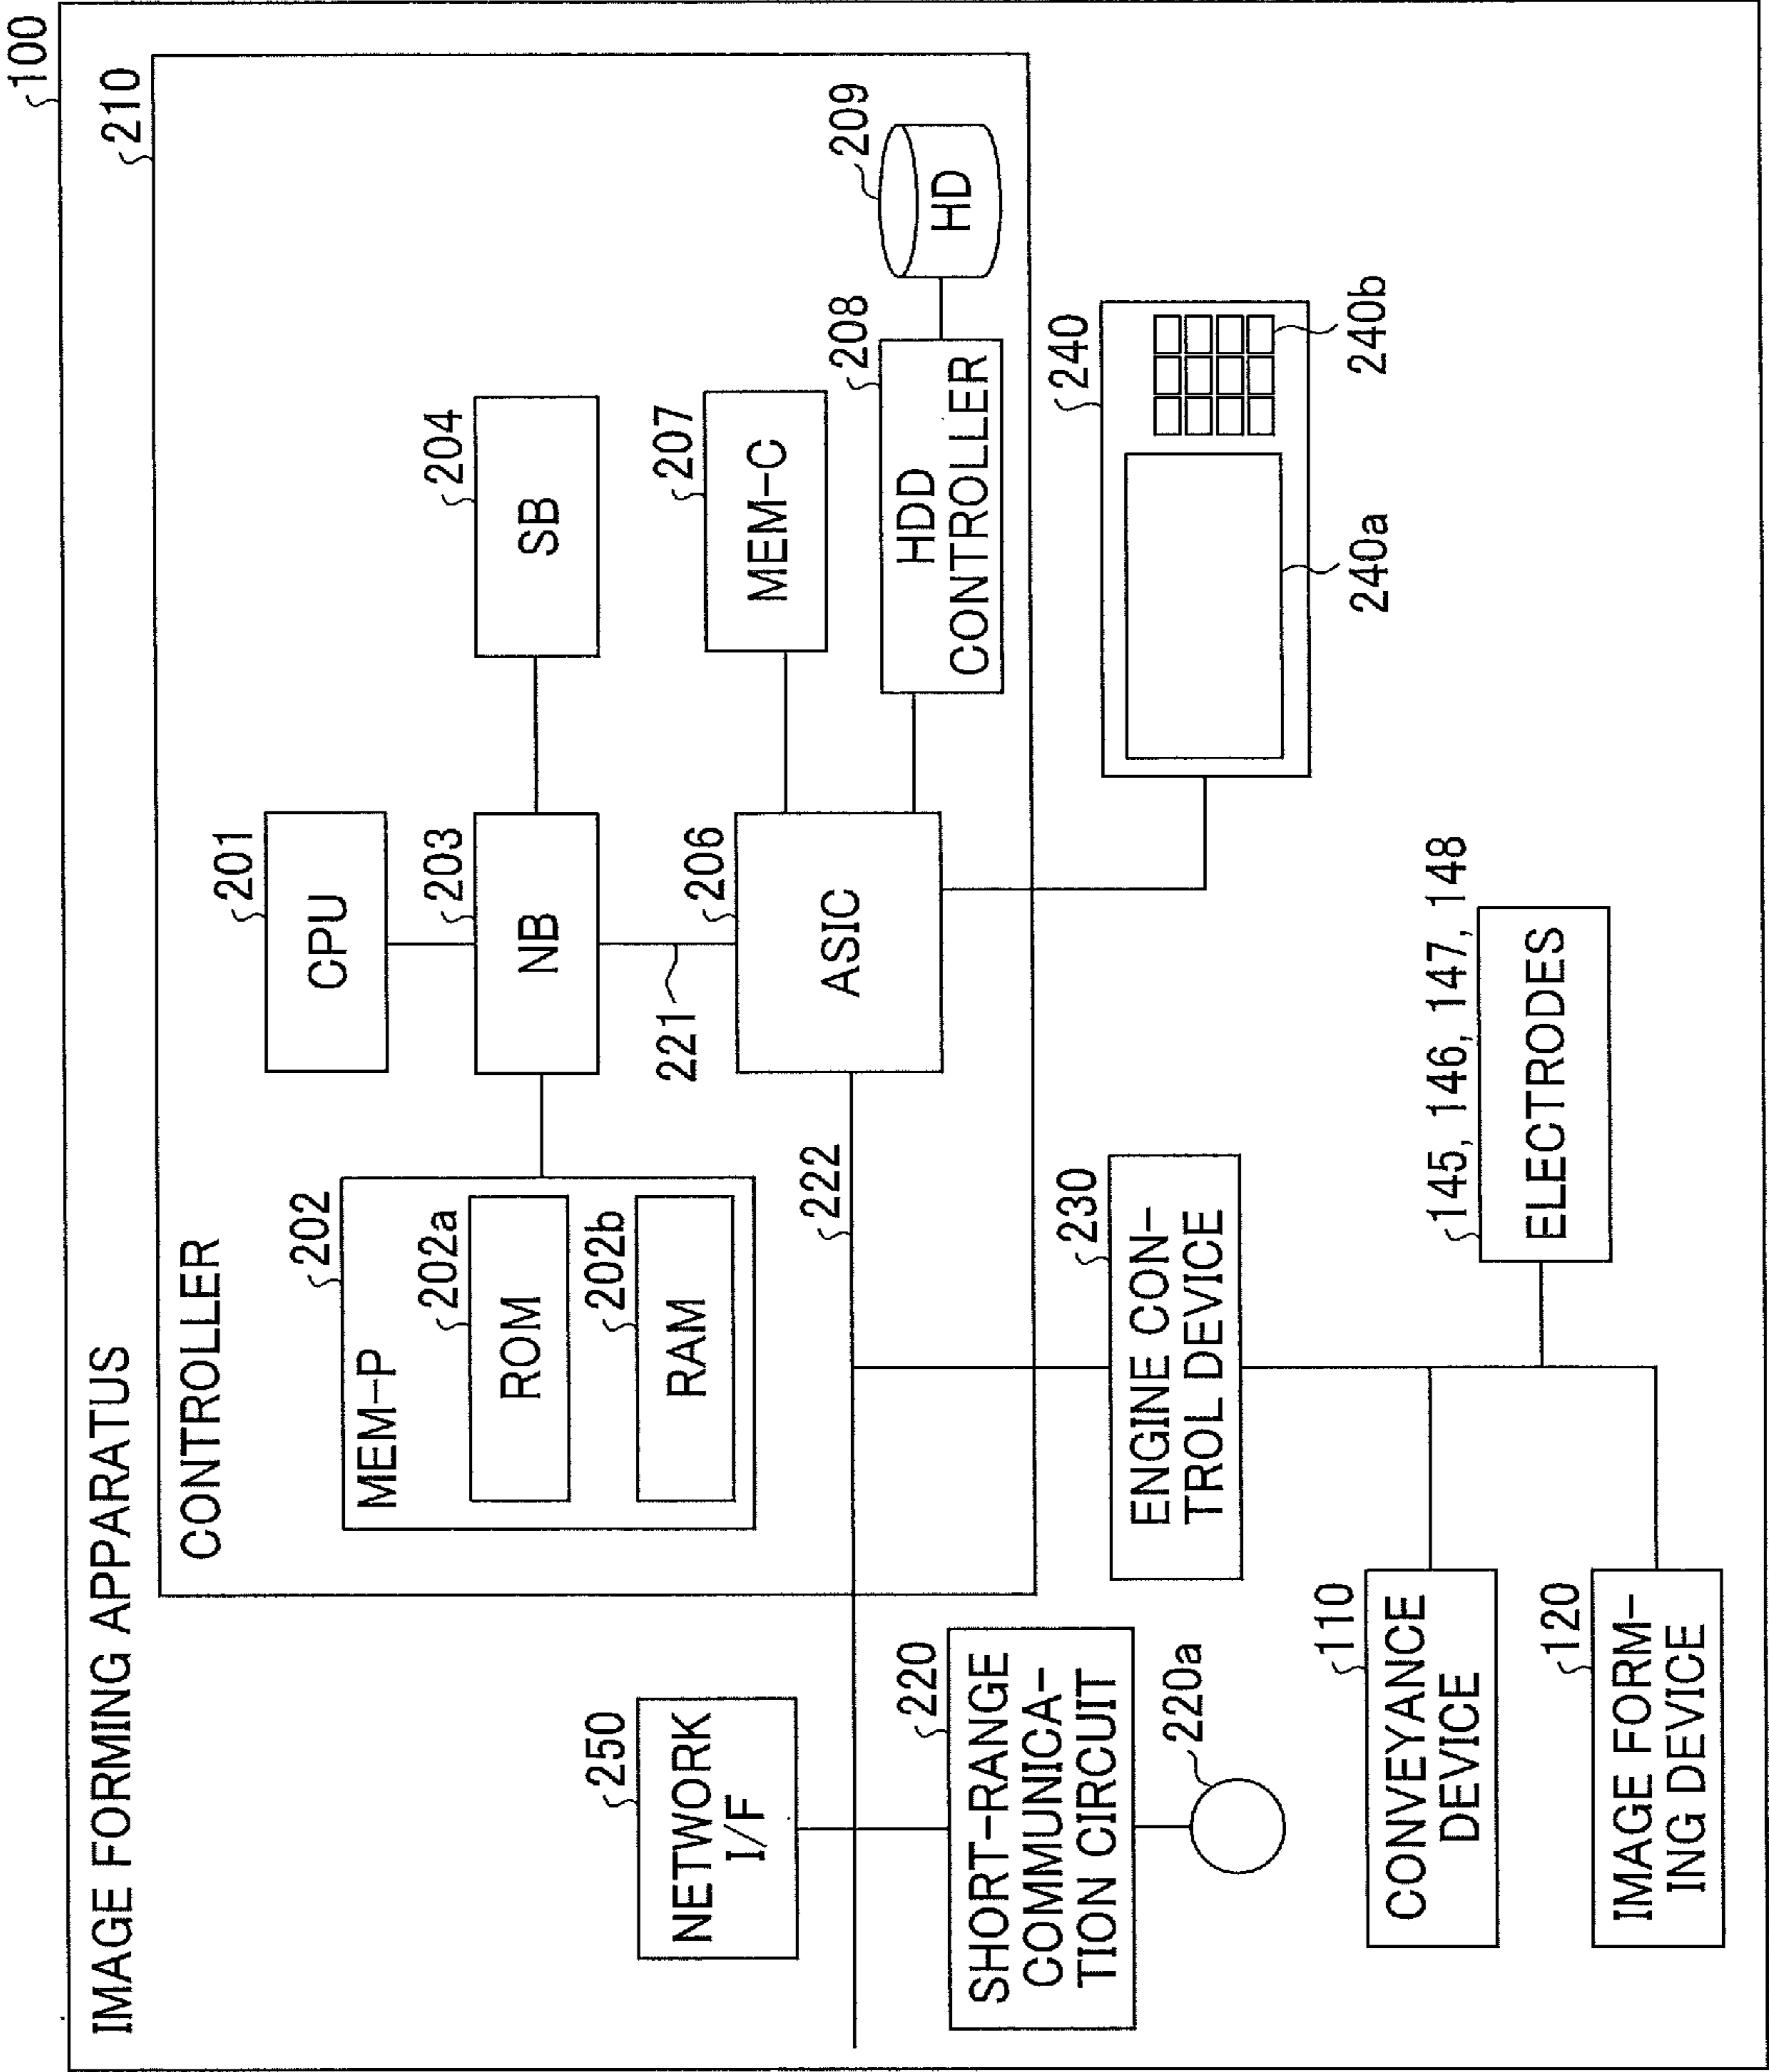 100
IMAGE FORMING APPARATUS
210
CONTROLLER
201
CPU
202
MEM-P
202a
ROM
202b
RAM
203
NB
204
SB
221
206
ASIC
207
MEM-C
208
HDD
CONTROLLER
209
HD
222
250
NETWORK
I/F
220
SHORT-RANGE
COMMUNICA-
TION CIRCUIT
220a
230
ENGINE CON-
TROL DEVICE
240
240a
240b
110
CONVEYANCE
DEVICE
120
IMAGE FORM-
ING DEVICE
145, 146, 147, 148
ELECTRODES